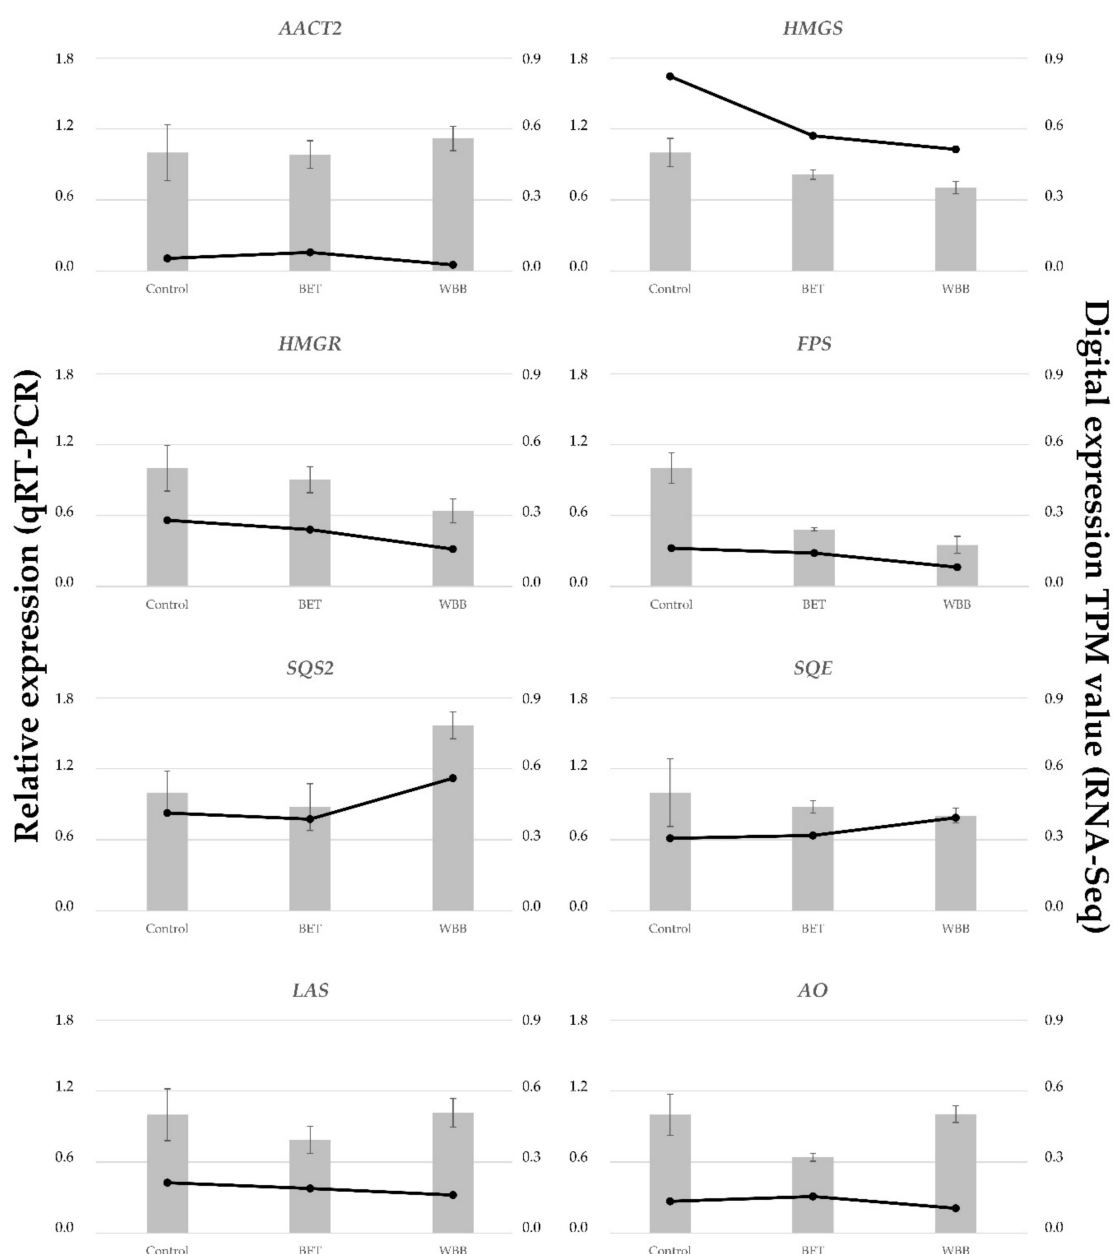 AACT2
1.8 0.9
1.2 0.6
0.6 0.3
0.0 0.0
Control BET WBB
HMGS
1.8 0.9
1.2 0.6
0.6 0.3
0.0 0.0
Control BET WBB
HMGR
1.8 0.9
1.2 0.6
0.6 0.3
0.0 0.0
Control BET WBB
FPS
1.8 0.9
1.2 0.6
0.6 0.3
0.0 0.0
Control BET WBB
SQS2
1.8 0.9
1.2 0.6
0.6 0.3
0.0 0.0
Control BET WBB
SQE
1.8 0.9
1.2 0.6
0.6 0.3
0.0 0.0
Control BET WBB
LAS
1.8 0.9
1.2 0.6
0.6 0.3
0.0 0.0
Control BET WBB
AO
1.8 0.9
1.2 0.6
0.6 0.3
0.0 0.0
Control BET WBB
Relative expression (qRT-PCR)
Digital expression TPM value (RNA-Seq)